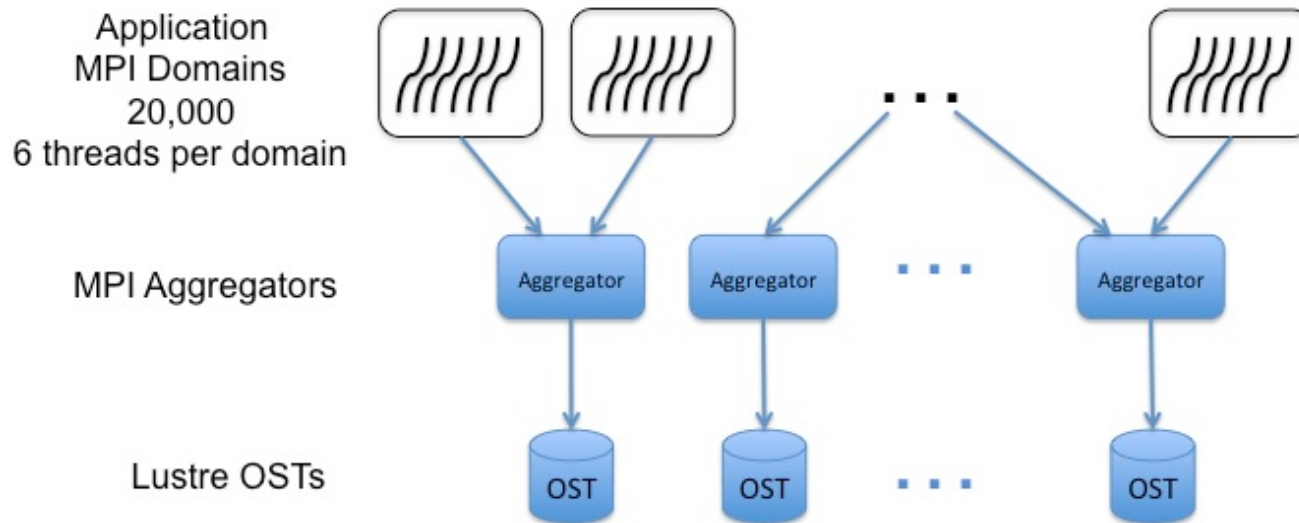 Application
MPI Domains
20,000
6 threads per domain
. . .
MPI Aggregators
Aggregator
Aggregator
. . .
Aggregator
Lustre OSTs
OST
OST
. . .
OST